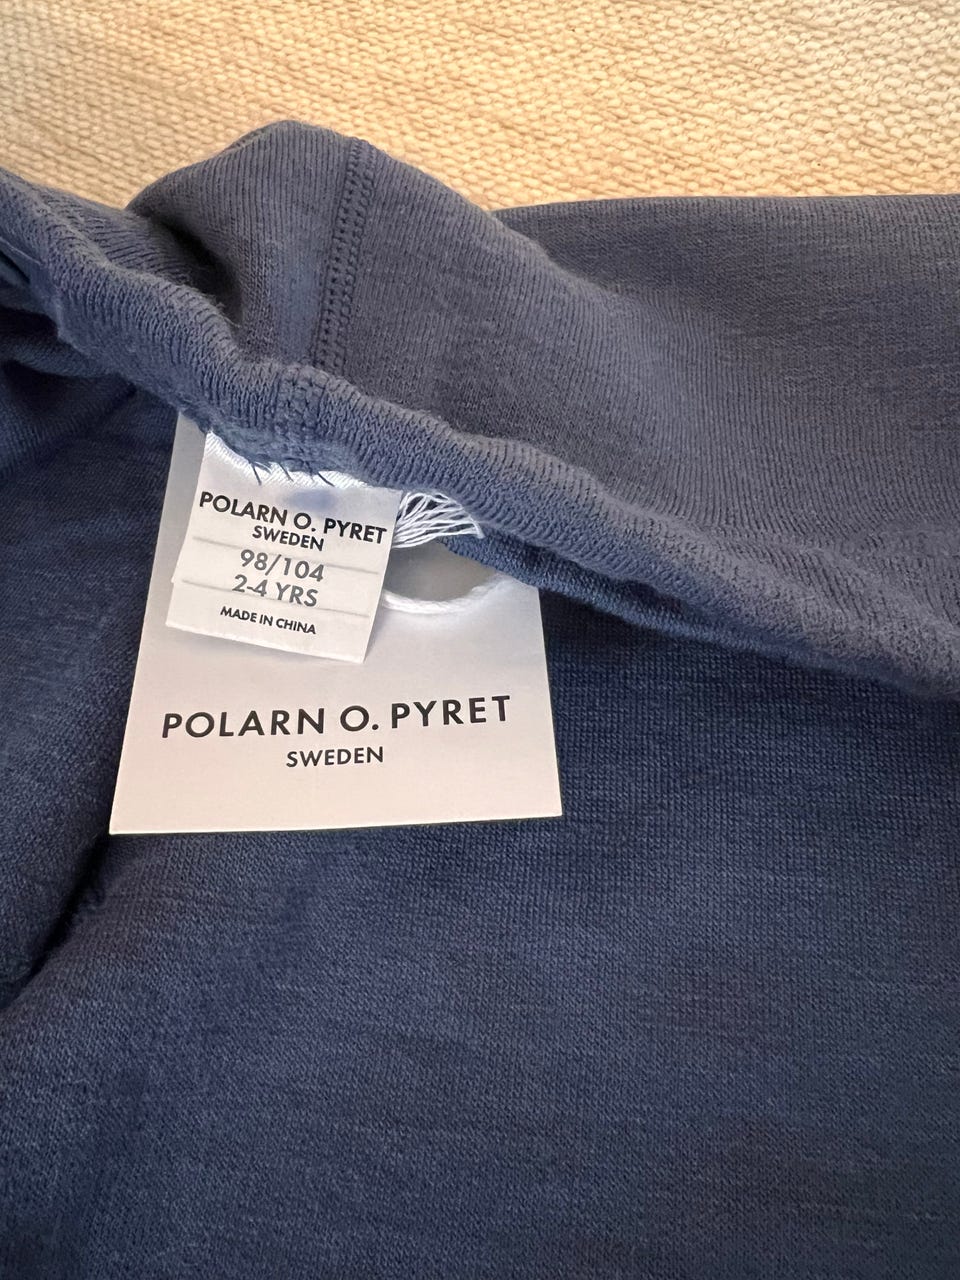 POLARN O. PYRET
SWEDEN
98/104
2-4 YRS
MADE IN CHINA
POLARN O. PYRET
SWEDEN